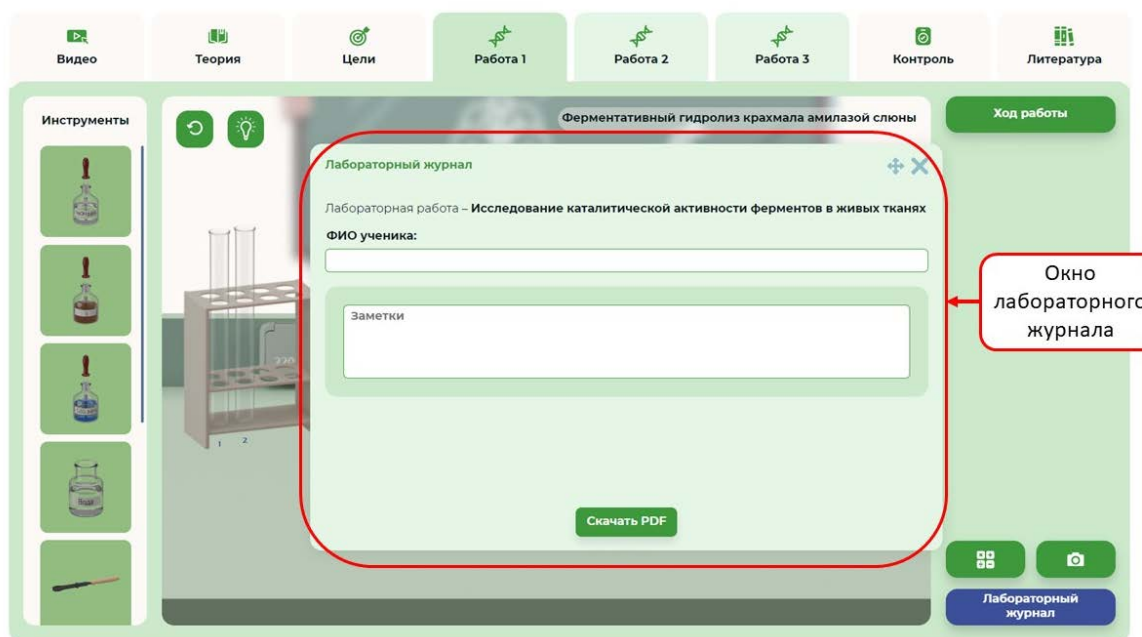 Видео
Теория
Цели
Работа 1
Работа 2
Работа 3
Контроль
Литература
Инструменты
Ферментативный гидролиз крахмала амилазой слюны
Ход работы
Лабораторный журнал
Лабораторная работа – Исследование каталитической активности ферментов в живых тканях
ФИО ученика:
Заметки
Окно
лабораторного
журнала
1 2
Скачать PDF
Лабораторный
журнал